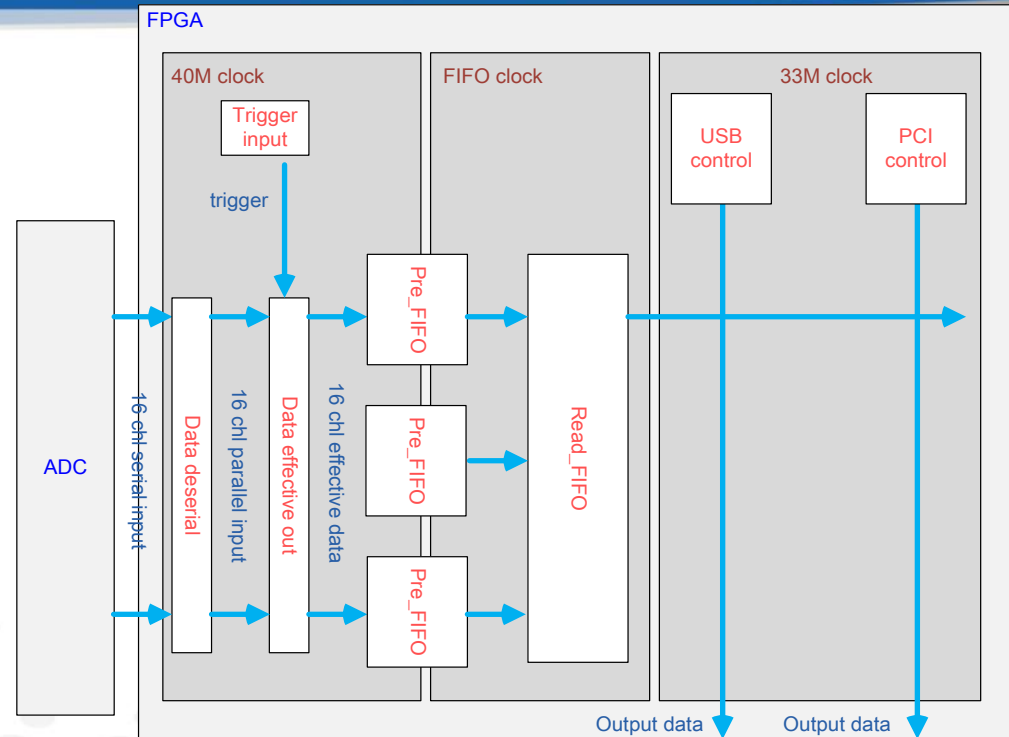 FPGA
40M clock
FIFO clock
33M clock
Trigger
input
USB
control
PCI
control
trigger
ADC
16 chl serial input
Data deserial
16 chl parallel input
Data effective out
16 chl effective data
Pre_FIFO
Pre_FIFO
Pre_FIFO
Read_FIFO
Output data
Output data